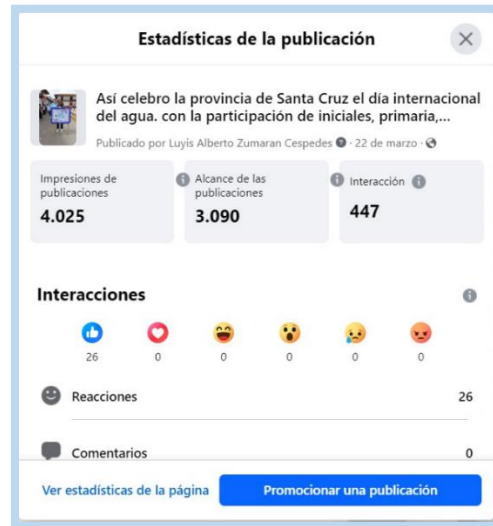 Estadísticas de la publicación
Así celebro la provincia de Santa Cruz el día internacional
del agua. con la participación de iniciales, primaria,...
Publicado por Luyis Alberto Zumaran Cespedes · 22 de marzo ·
Impresiones de
publicaciones
4.025
Alcance de las
publicaciones
3.090
Interacción
447
Interacciones
26 0 0 0 0 0
Reacciones 26
Comentarios 0
Ver estadísticas de la página Promocionar una publicación